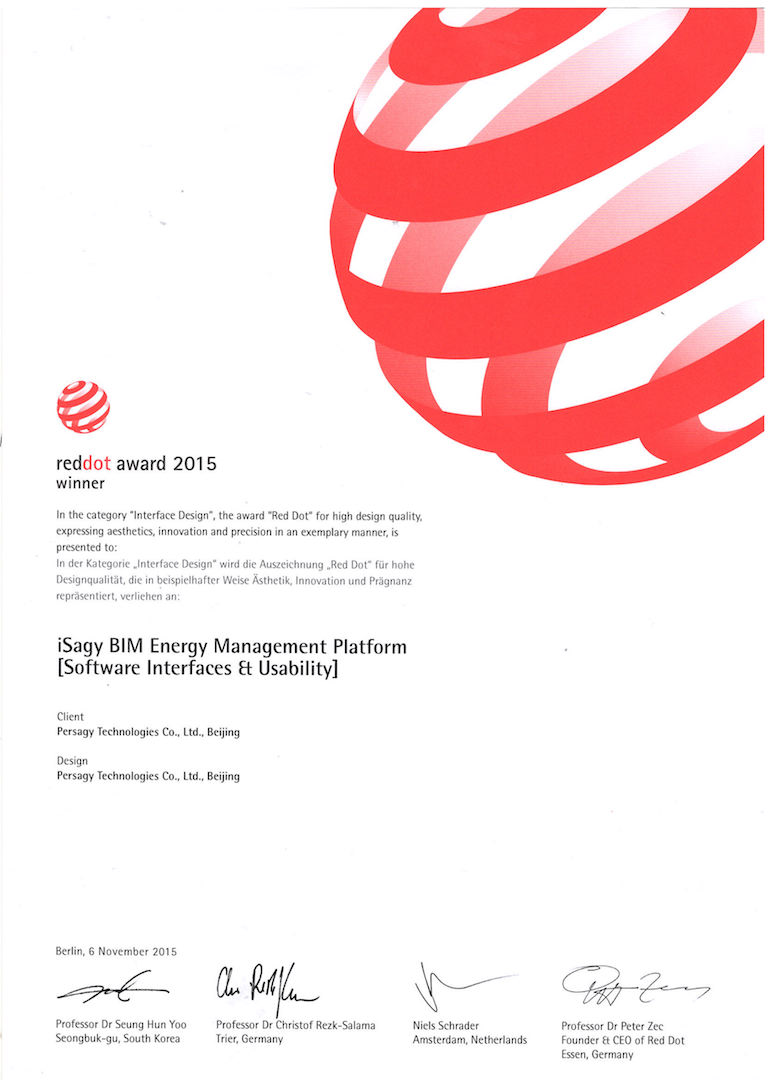 reddot award 2015
winner
In the category "Interface Design", the award "Red Dot" for high design quality,
expressing aesthetics, innovation and precision in an exemplary manner, is
presented to:
In der Kategorie „Interface Design“ wird die Auszeichnung „Red Dot“ für hohe
Designqualität, die in beispielhafter Weise Ästhetik, Innovation und Prägnanz
repräsentiert, verliehen an:
iSagy BIM Energy Management Platform
[Software Interfaces & Usability]
Client
Persagy Technologies Co., Ltd., Beijing
Design
Persagy Technologies Co., Ltd., Beijing
Berlin, 6 November 2015
Professor Dr Seung Hun Yoo
Seongbuk-gu, South Korea
Professor Dr Christof Rezk-Salama
Trier, Germany
Niels Schrader
Amsterdam, Netherlands
Professor Dr Peter Zec
Founder & CEO of Red Dot
Essen, Germany